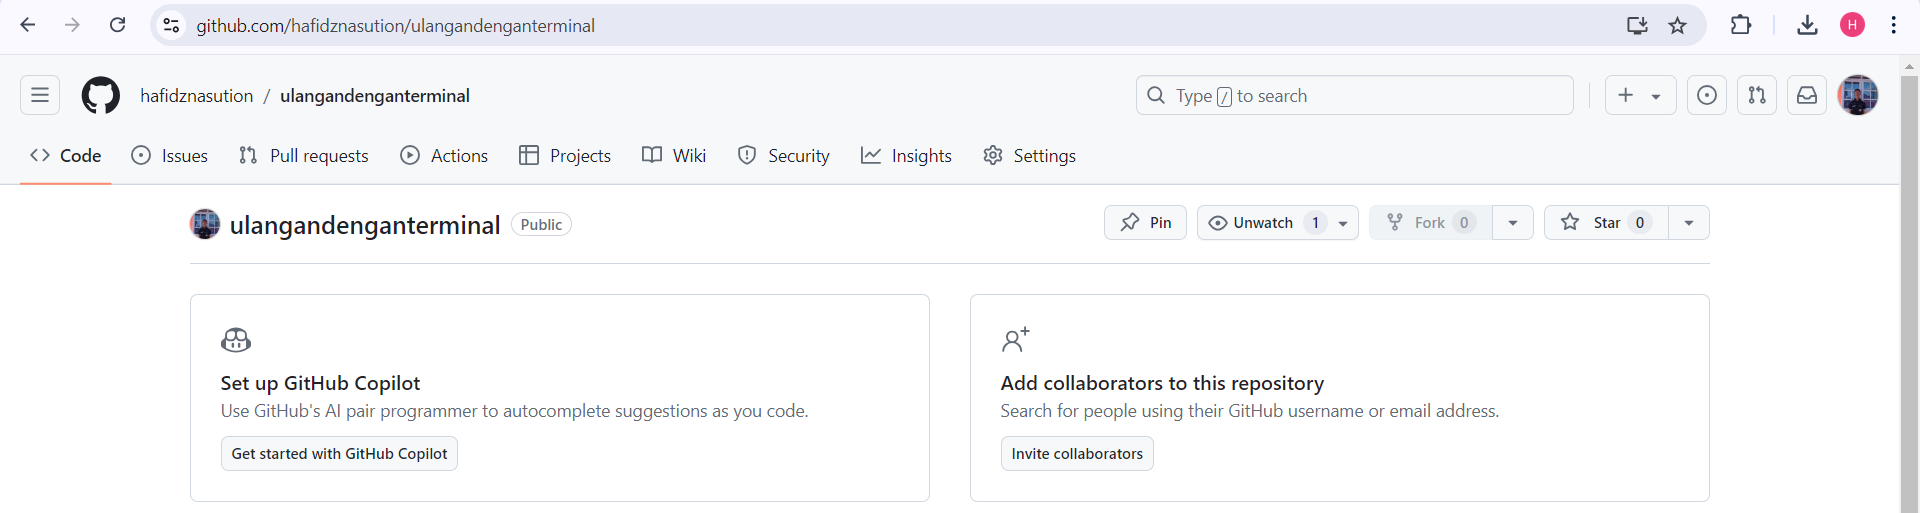 github.com/hafidznasution/ulangandenganterminal
H
hafidznasution / ulangandenganterminal
Type / to search
Code Issues Pull requests Actions Projects Wiki Security Insights Settings
ulangandenganterminal Public
Pin Unwatch 1 Fork 0 Star 0
Set up GitHub Copilot
Use GitHub's AI pair programmer to autocomplete suggestions as you code.
Get started with GitHub Copilot
Add collaborators to this repository
Search for people using their GitHub username or email address.
Invite collaborators